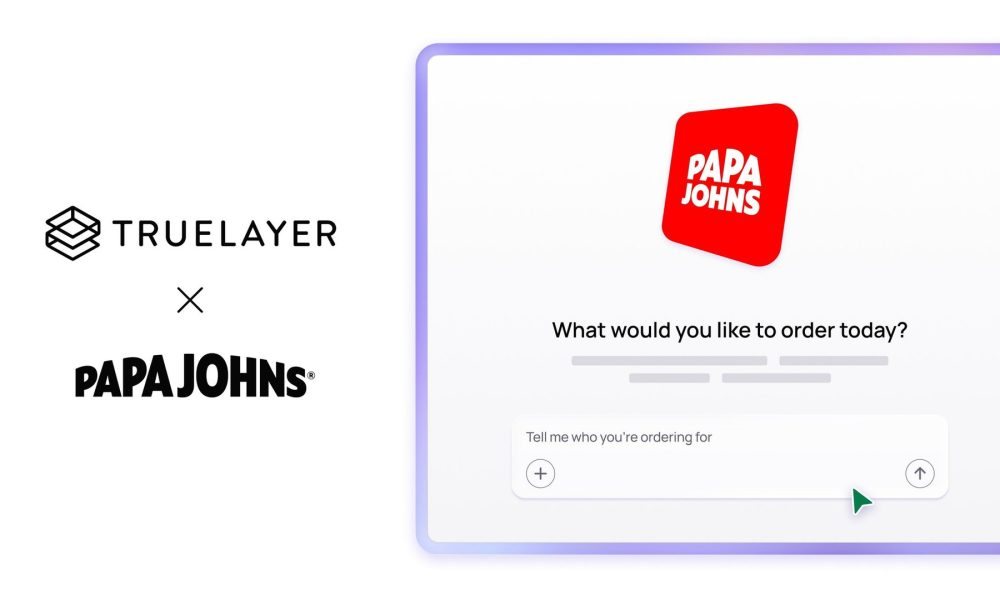 TRUELAYER
×
PAPA JOHNS®
PAPA
JOHNS
What would you like to order today?
Tell me who you're ordering for